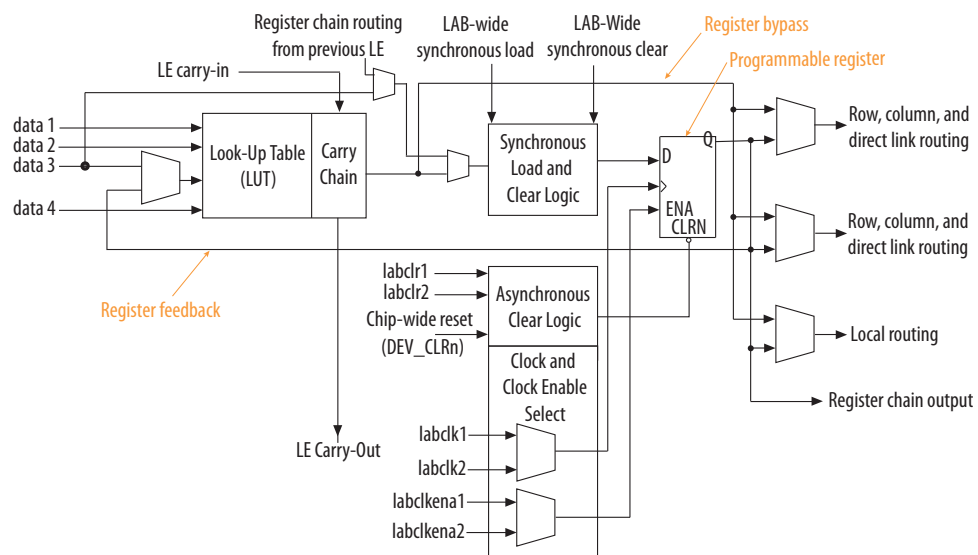 Register chain routing
from previous LE
LAB-wide
synchronous load
LAB-Wide
synchronous clear
Register bypass
Programmable register
LE carry-in
data 1
data 2
data 3
data 4
Look-Up Table
(LUT)
Carry
Chain
Synchronous
Load and
Clear Logic
D
Q
ENA
CLRN
Row, column, and
direct link routing
Row, column, and
direct link routing
Local routing
Register chain output
Register feedback
labclr1
labclr2
Chip-wide reset
(DEV_CLRn)
Asynchronous
Clear Logic
Clock and
Clock Enable
Select
LE Carry-Out
labclk1
labclk2
labclkena1
labclkena2